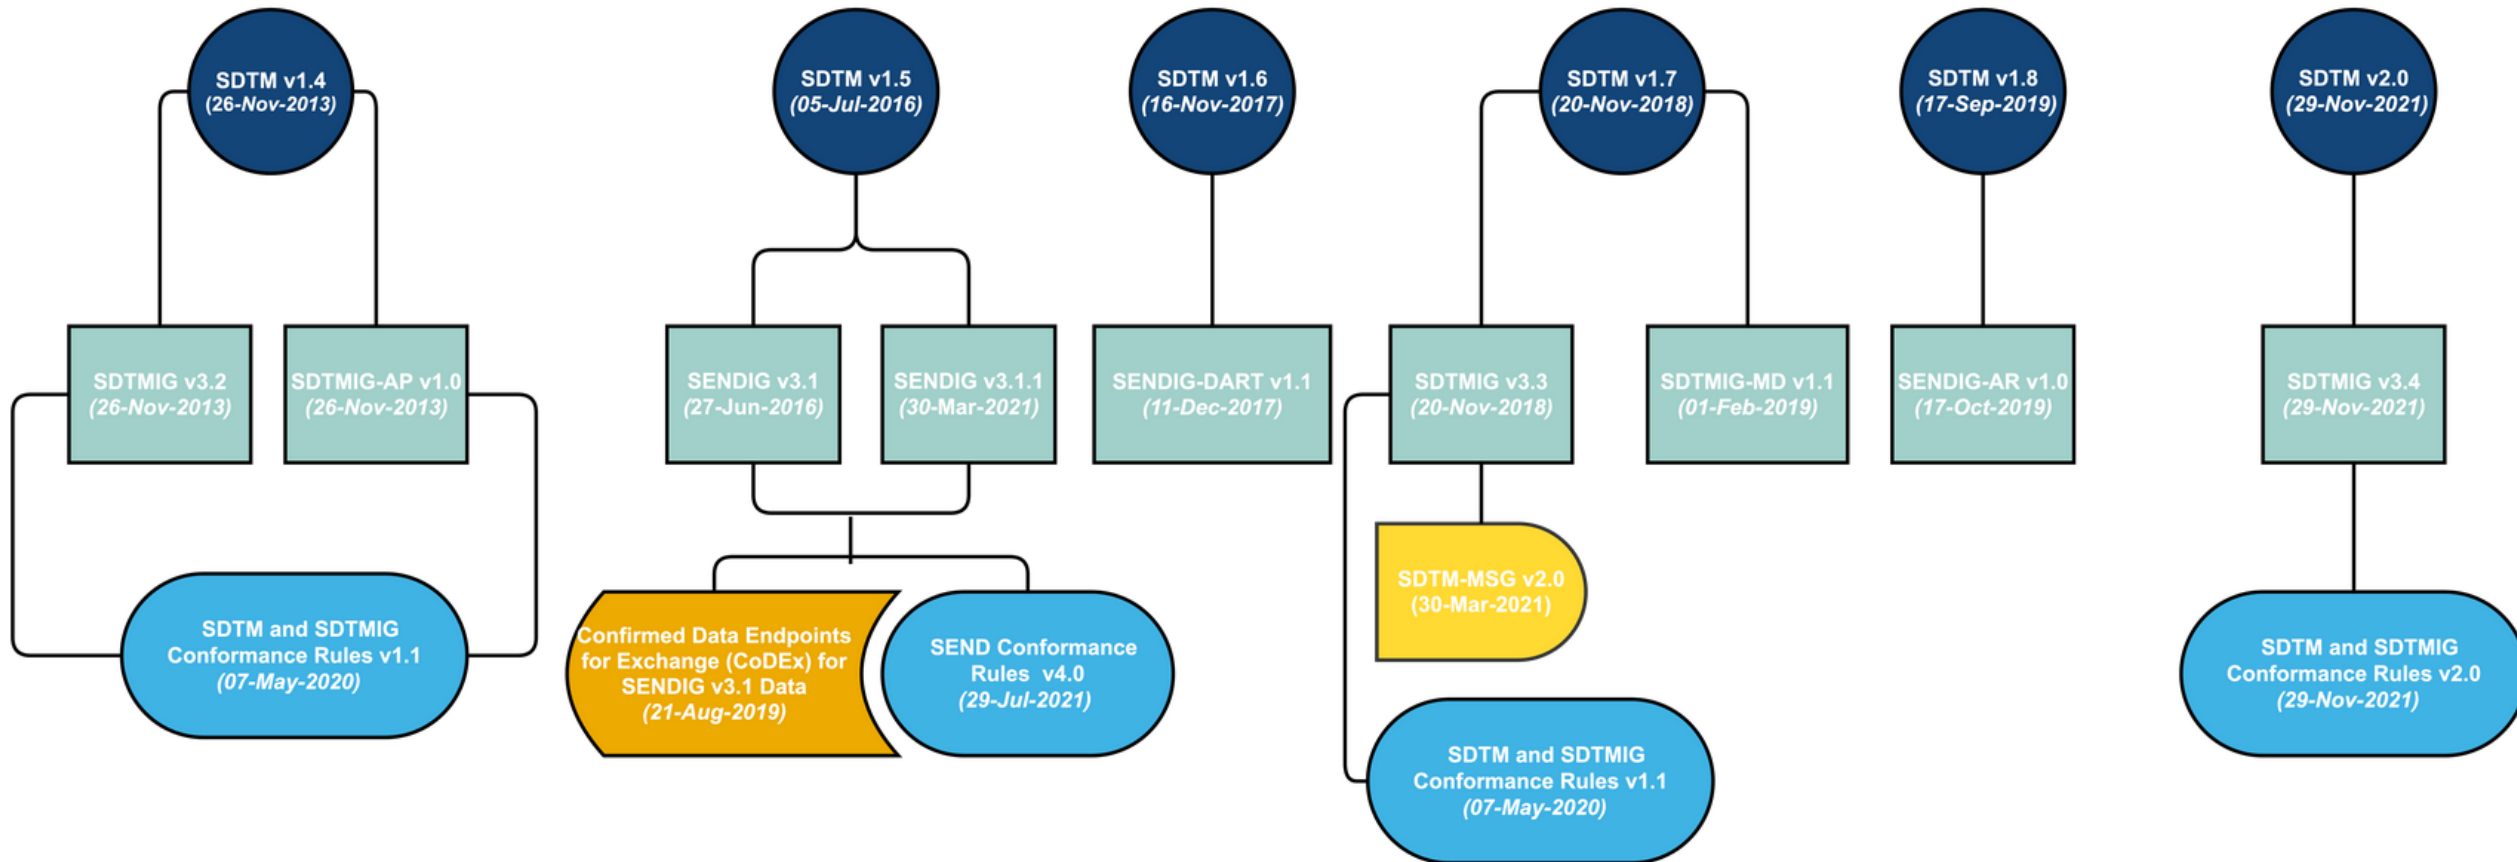 SDTM v1.4
(26-Nov-2013)
SDTM v1.5
(05-Jul-2016)
SDTM v1.6
(16-Nov-2017)
SDTM v1.7
(20-Nov-2018)
SDTM v1.8
(17-Sep-2019)
SDTM v2.0
(29-Nov-2021)
SDTMIG v3.2
(26-Nov-2013)
SDTMIG-AP v1.0
(26-Nov-2013)
SENDIG v3.1
(27-Jun-2016)
SENDIG v3.1.1
(30-Mar-2021)
SENDIG-DART v1.1
(11-Dec-2017)
SDTMIG v3.3
(20-Nov-2018)
SDTMIG-MD v1.1
(01-Feb-2019)
SENDIG-AR v1.0
(17-Oct-2019)
SDTMIG v3.4
(29-Nov-2021)
SDTM and SDTMIG
Conformance Rules v1.1
(07-May-2020)
Confirmed Data Endpoints
for Exchange (CoDEx) for
SENDIG v3.1 Data
(21-Aug-2019)
SEND Conformance
Rules v4.0
(29-Jul-2021)
SDTM-MSG v2.0
(30-Mar-2021)
SDTM and SDTMIG
Conformance Rules v1.1
(07-May-2020)
SDTM and SDTMIG
Conformance Rules v2.0
(29-Nov-2021)